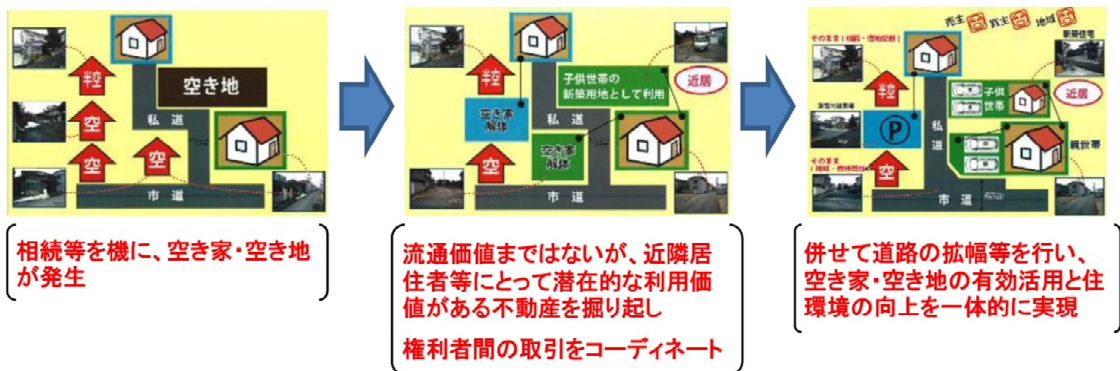 半空
空き地
空
私 道
空
空
市 道
半空
空き家
解体
子供世帯の
新築用地として利用
近居
私 道
空き家
解体
空
市 道
売主 買主 地域
新築住宅
半空
子供
世帯
近居
P
私
道
親世帯
空
市 道
相続等を機に、空き家・空き地
が発生
流通価値まではないが、近隣居
住者等にとって潜在的な利用価
値がある不動産を掘り起し
権利者間の取引をコーディネート
併せて道路の拡幅等を行い、
空き家・空き地の有効活用と住
環境の向上を一体的に実現